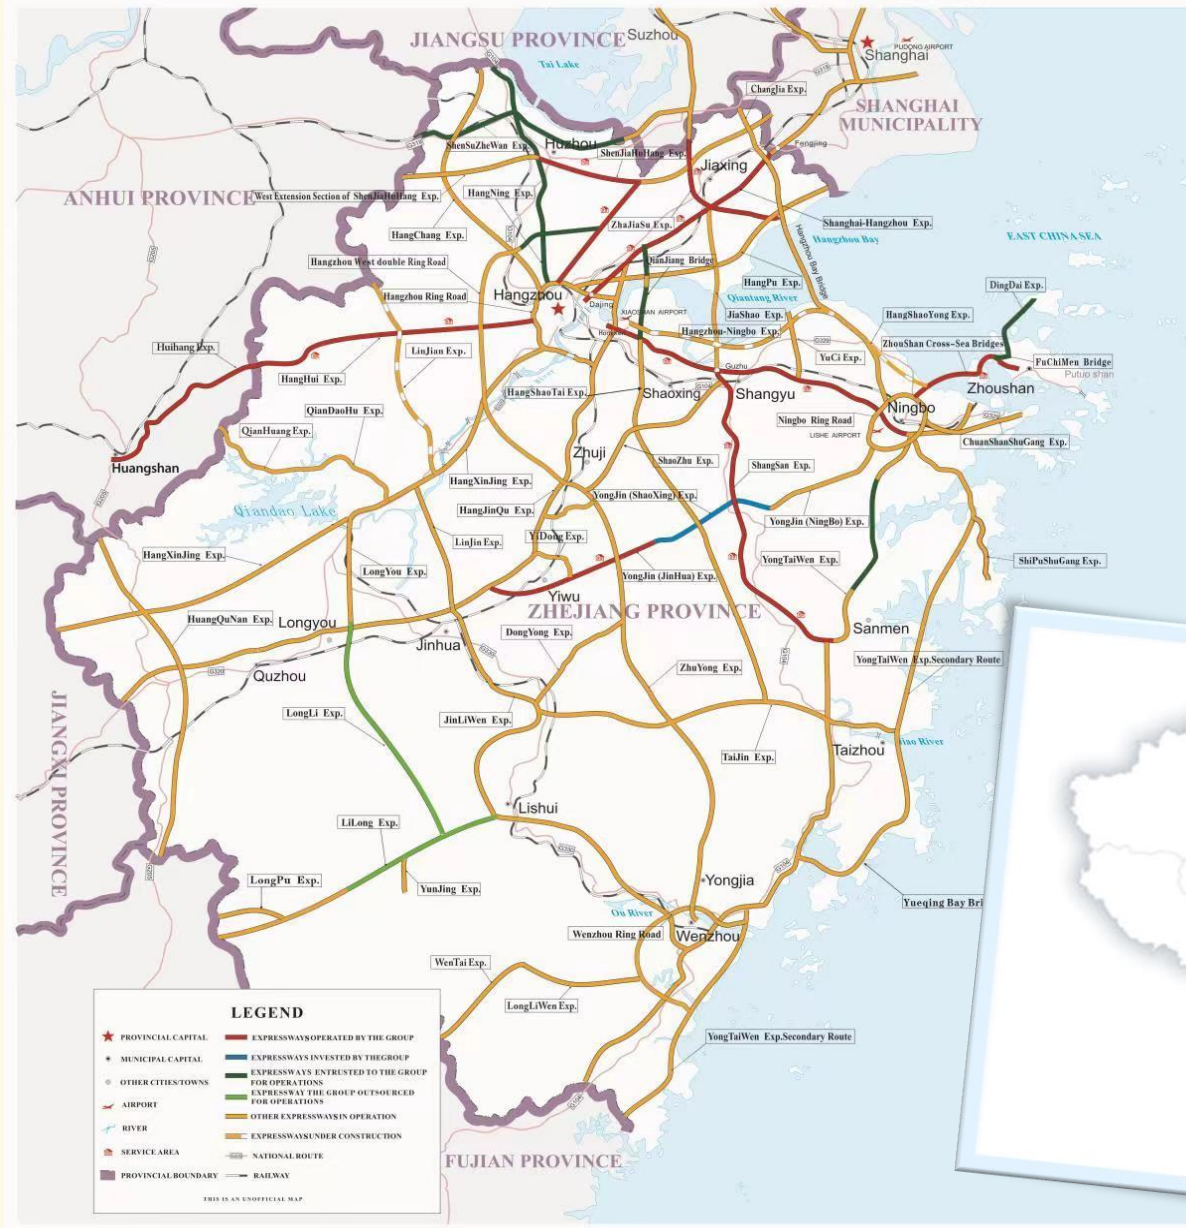 JIANGSU PROVINCE
Suzhou
Tai Lake
PUDONG AIRPORT
Shanghai
ChangJia Exp.
SHANGHAI
MUNICIPALITY
Fengjing
ShenSuZheWan Exp.
Huzhou
ShenJiaHuHang Exp.
Jiaxing
ANHUI PROVINCE
West Extension Section of ShenJiaHuHang Exp.
HangNing Exp.
ZhaJiaSu Exp.
Shanghai-Hangzhou Exp.
HangChang Exp.
Hangzhou Bay
EAST CHINA SEA
Hangzhou West double Ring Road
QianJiang Bridge
Hangzhou Bay Bridge
HangPu Exp.
DingDai Exp.
Hangzhou Ring Road
Hangzhou
Dajing
Qiantang River
XIAOSHAN AIRPORT
JiaShao Exp.
HangShaoYong Exp.
Hangzhou-Ningbo Exp.
ZhouShan Cross-Sea Bridges
Huihang Exp.
LinJian Exp.
YuCi Exp.
FuChiMen Bridge
Guzhu
Putuo shan
HangHui Exp.
River
HangShaoTai Exp.
Shaoxing
Shangyu
Zhoushan
QianDaoHu Exp.
Ningbo
Ningbo Ring Road
QianHuang Exp.
LISHE AIRPORT
ChuanShanShuGang Exp.
Huangshan
Zhuji
ShaoZhu Exp.
ShangSan Exp.
HangXinJing Exp.
YongJin (ShaoXing) Exp.
Qiandao Lake
HangJinQu Exp.
YongJin (NingBo) Exp.
LinJin Exp.
YiDong Exp.
HangXinJing Exp.
YongTaiWen Exp.
ShiPuShuGang Exp.
LongYou Exp.
YongJin (JinHua) Exp.
Yiwu
ZHEJIANG PROVINCE
HuangQuNan Exp.
Longyou
DongYong Exp.
Sanmen
Jinhua
YongTaiWen Exp.Secondary Route
Quzhou
ZhuYong Exp.
JIANGXI PROVINCE
LongLi Exp.
JinLiWen Exp.
Jiao River
Taizhou
TaiJin Exp.
Lishui
LiLong Exp.
LongPu Exp.
YunJing Exp.
Yongjia
Yueqing Bay Bri
Ou River
Wenzhou Ring Road
Wenzhou
WenTai Exp.
LongLiWen Exp.
YongTaiWen Exp.Secondary Route
FUJIAN PROVINCE
LEGEND
PROVINCIAL CAPITAL
MUNICIPAL CAPITAL
OTHER CITIES/TOWNS
AIRPORT
RIVER
SERVICE AREA
PROVINCIAL BOUNDARY
EXPRESSWAYS OPERATED BY THE GROUP
EXPRESSWAYS INVESTED BY THEGROUP
EXPRESSWAYS ENTRUSTED TO THE GROUP
FOR OPERATIONS
EXPRESSWAY THE GROUP OUTSOURCED
FOR OPERATIONS
OTHER EXPRESSWAYS IN OPERATION
EXPRESSWAYS UNDER CONSTRUCTION
NATIONAL ROUTE
RAILWAY
THIS IS AN UNOFFICIAL MAP